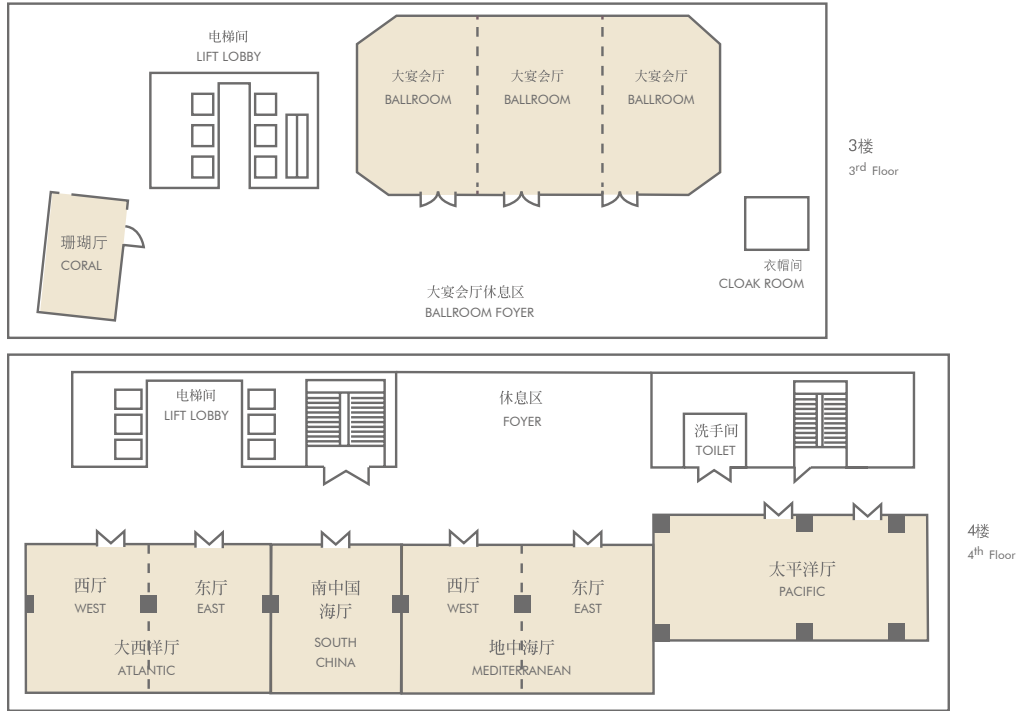 电梯间
LIFT LOBBY
大宴会厅
BALLROOM
大宴会厅
BALLROOM
大宴会厅
BALLROOM
3楼
3rd Floor
珊瑚厅
CORAL
衣帽间
CLOAK ROOM
大宴会厅休息区
BALLROOM FOYER
电梯间
LIFT LOBBY
休息区
FOYER
洗手间
TOILET
4楼
4th Floor
西厅
WEST
东厅
EAST
大西洋厅
ATLANTIC
南中国
海厅
SOUTH
CHINA
西厅
WEST
东厅
EAST
地中海厅
MEDITERRANEAN
太平洋厅
PACIFIC